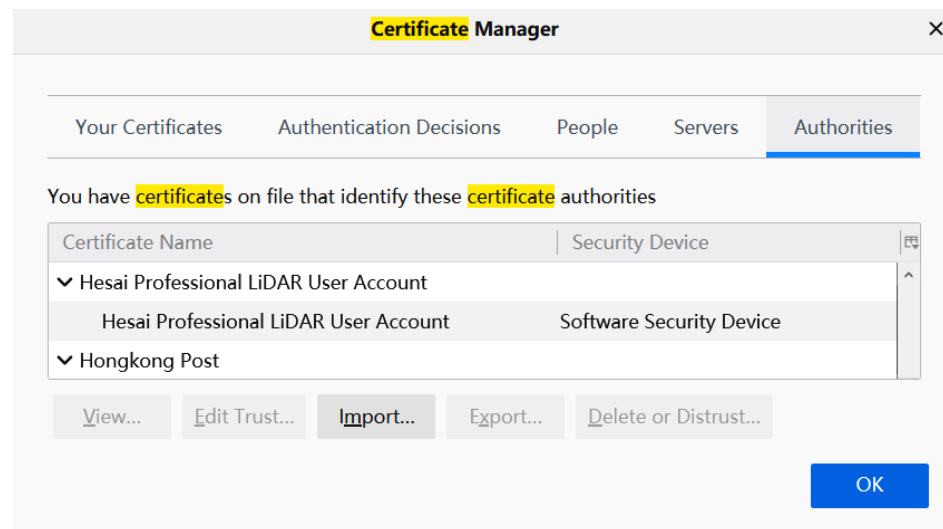 Certificate Manager
Your Certificates Authentication Decisions People Servers Authorities
You have certificates on file that identify these certificate authorities
Certificate Name Security Device
Hesai Professional LiDAR User Account
Hesai Professional LiDAR User Account Software Security Device
Hongkong Post
View... Edit Trust... Import... Export... Delete or Distrust...
OK